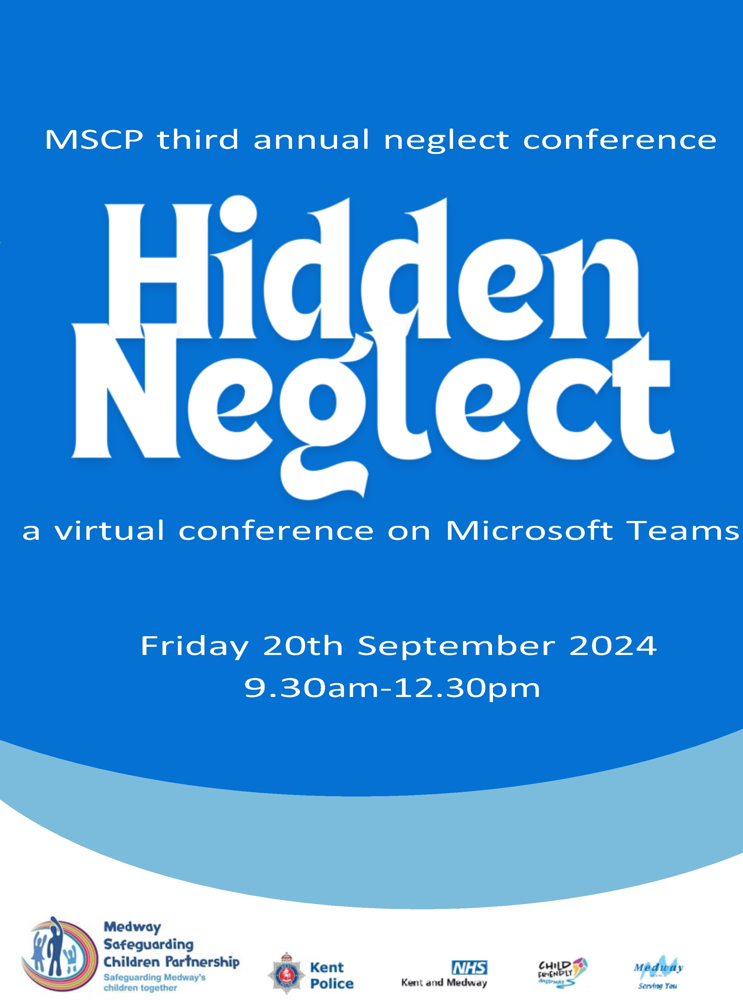 MSCP third annual neglect conference
Hidden
Neglect
a virtual conference on Microsoft Teams
Friday 20th September 2024
9.30am-12.30pm
Medway
Safeguarding
Children Partnership
Safeguarding Medway's
children together
Kent
Police
NHS
Kent and Medway
CHILD
FRiENDLY
MEDWAY
Medway
Serving You